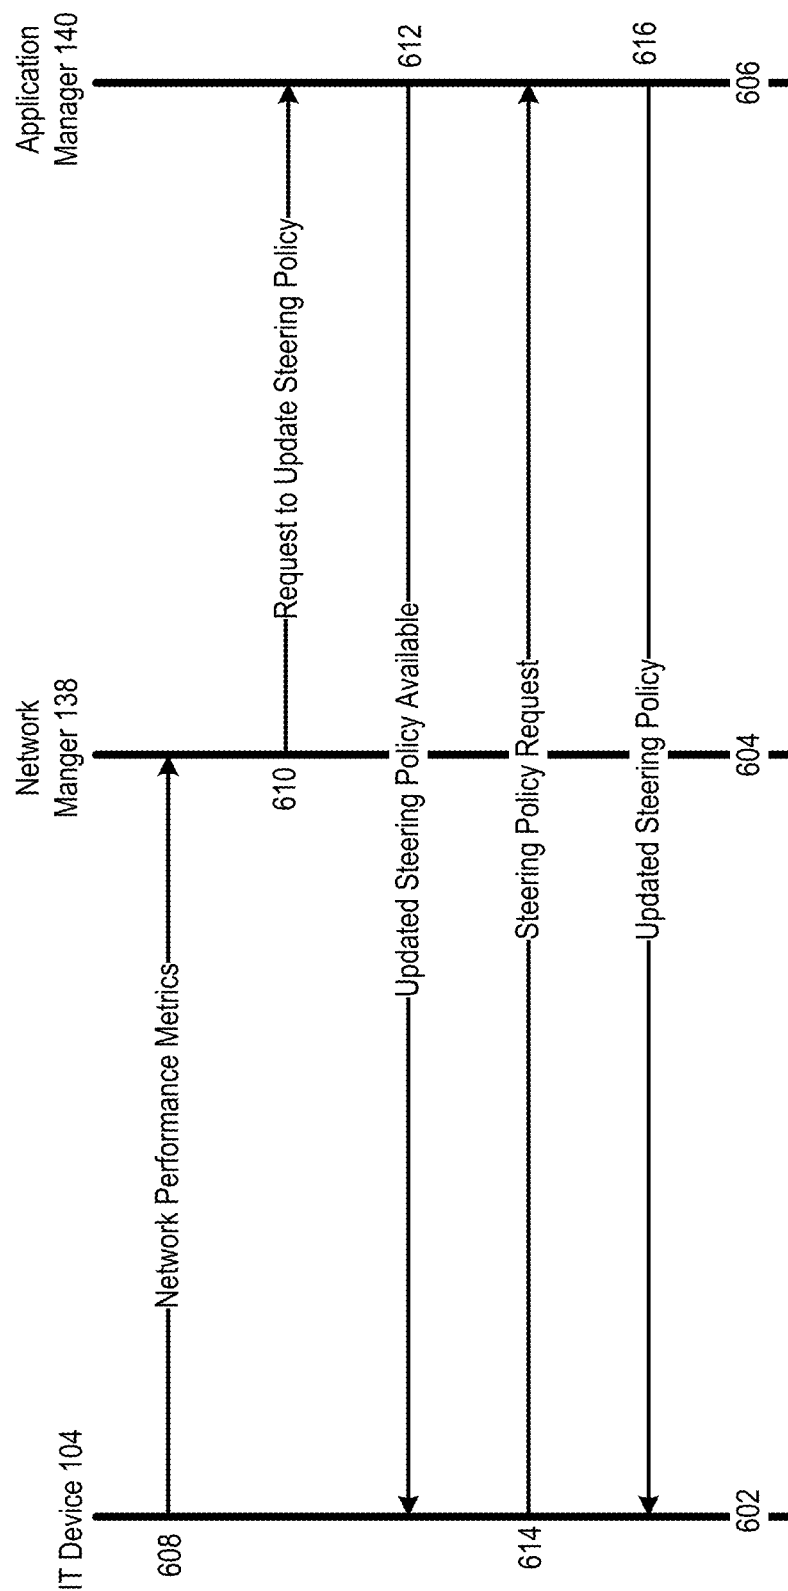 IT Device 104
Network
Manger 138
Application
Manager 140
608
Network Performance Metrics
610
Request to Update Steering Policy
Updated Steering Policy Available
612
614
Steering Policy Request
Updated Steering Policy
616
602
604
606